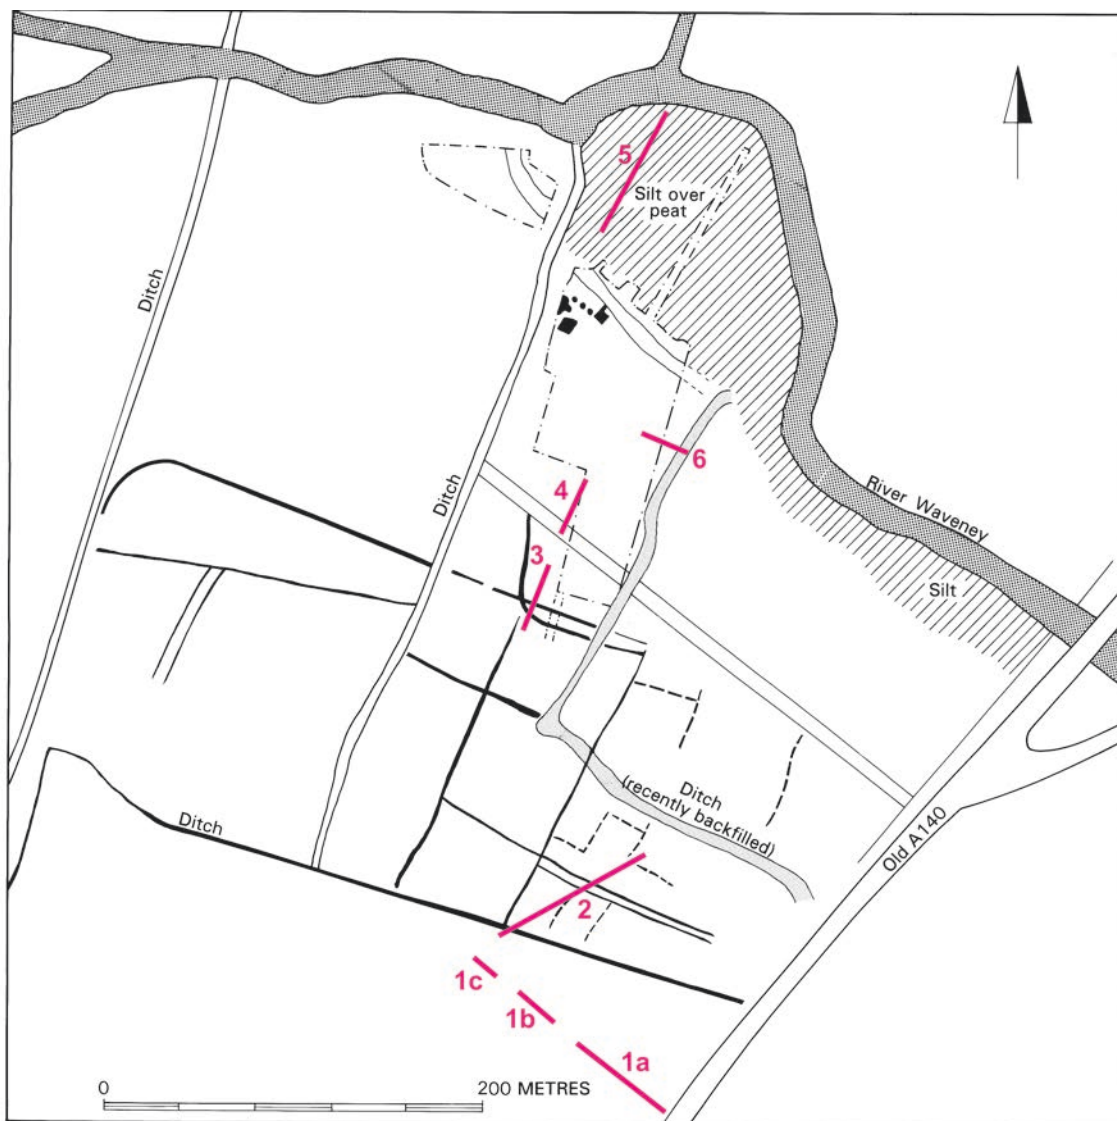 5
Silt over
peat
Ditch
Ditch
6
4
River Waveney
3
Silt
Ditch
(recently backfilled)
Ditch
Old A140
2
1c
1b
1a
0
200 METRES